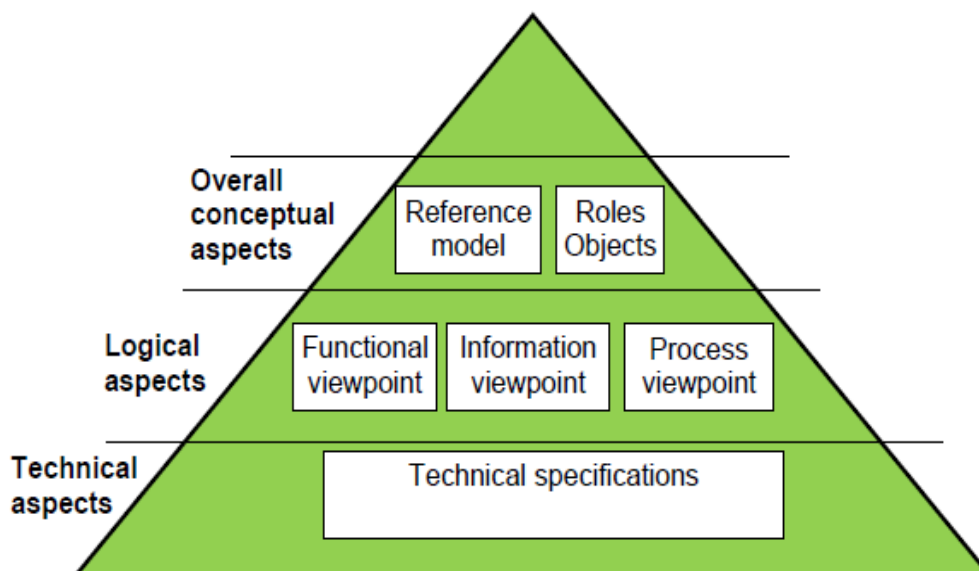 Overall
conceptual
aspects
Reference
model
Roles
Objects
Logical
aspects
Functional
viewpoint
Information
viewpoint
Process
viewpoint
Technical
aspects
Technical specifications